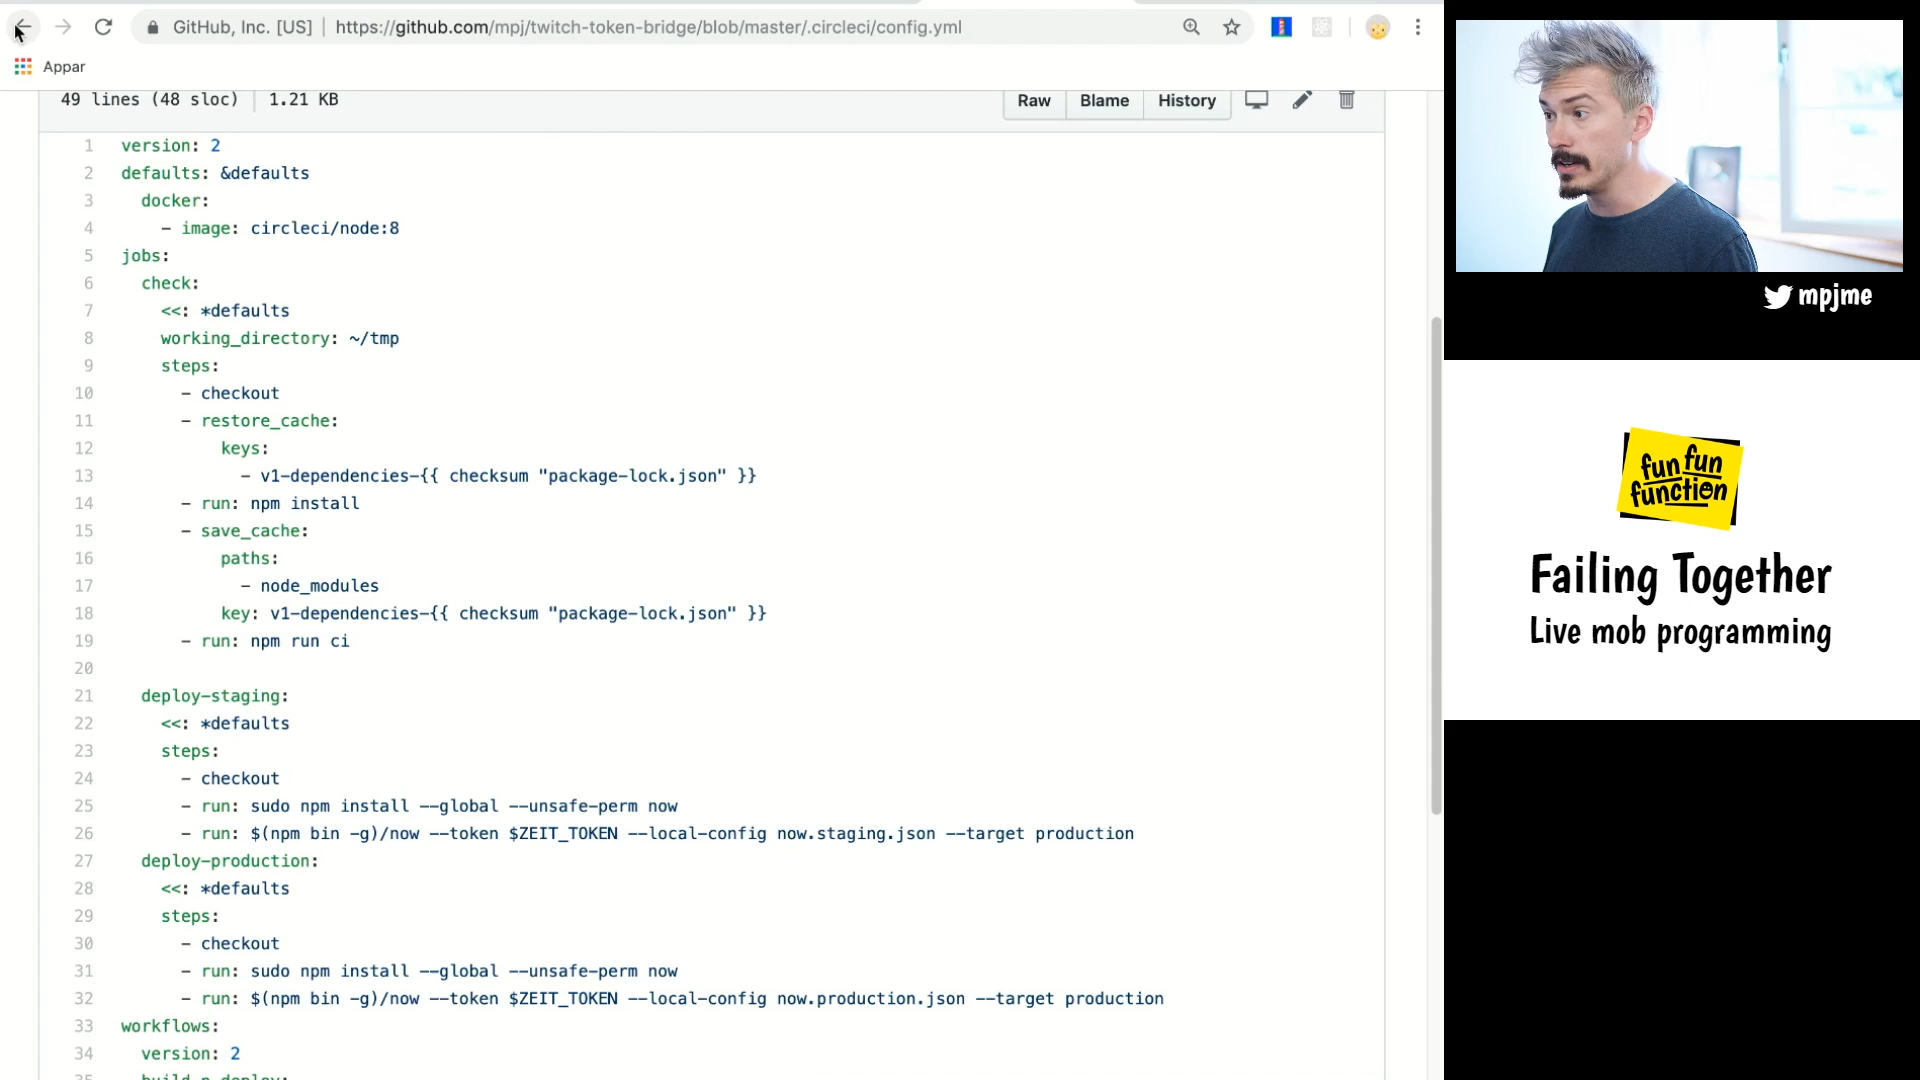 GitHub, Inc. [US] | https://github.com/mpj/twitch-token-bridge/blob/master/.circleci/config.yml
Appar
49 lines (48 sloc) | 1.21 KB
Raw
Blame
History
1 version: 2
2 defaults: &defaults
3 docker:
4 - image: circleci/node:8
5 jobs:
6 check:
7 <<: *defaults
8 working_directory: ~/tmp
9 steps:
10 - checkout
11 - restore_cache:
12 keys:
13 - v1-dependencies-{{ checksum "package-lock.json" }}
14 - run: npm install
15 - save_cache:
16 paths:
17 - node_modules
18 key: v1-dependencies-{{ checksum "package-lock.json" }}
19 - run: npm run ci
20
21 deploy-staging:
22 <<: *defaults
23 steps:
24 - checkout
25 - run: sudo npm install --global --unsafe-perm now
26 - run: $(npm bin -g)/now --token $ZEIT_TOKEN --local-config now.staging.json --target production
27 deploy-production:
28 <<: *defaults
29 steps:
30 - checkout
31 - run: sudo npm install --global --unsafe-perm now
32 - run: $(npm bin -g)/now --token $ZEIT_TOKEN --local-config now.production.json --target production
33 workflows:
34 version: 2
mpjme
fun fun
function
Failing Together
Live mob programming